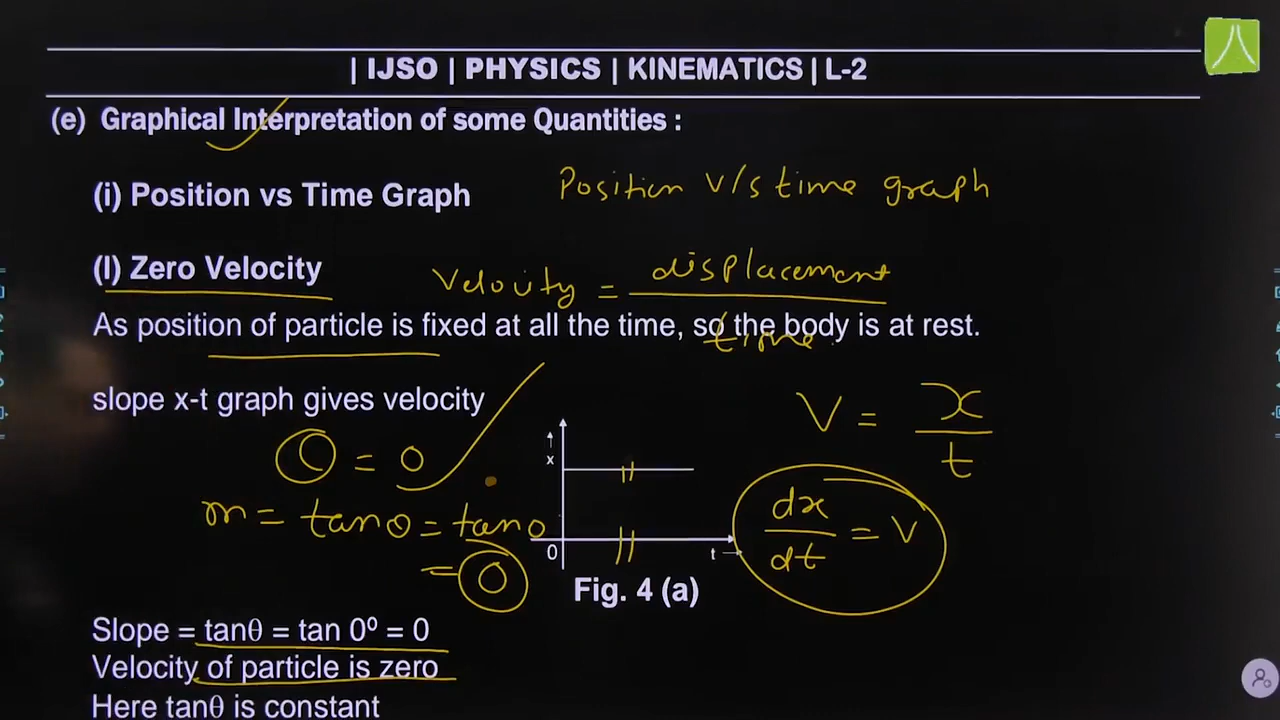 | IJSO | PHYSICS | KINEMATICS | L-2
(e) Graphical Interpretation of some Quantities :
(i) Position vs Time Graph
Position v/s time graph
(I) Zero Velocity
Velocity = displacement
time
As position of particle is fixed at all the time, so the body is at rest.
slope x-t graph gives velocity
V = x
t
θ = 0
m = tanθ = tan0
= 0
x
0
t
dx
dt = V
Fig. 4 (a)
Slope = tanθ = tan 0º = 0
Velocity of particle is zero
Here tanθ is constant